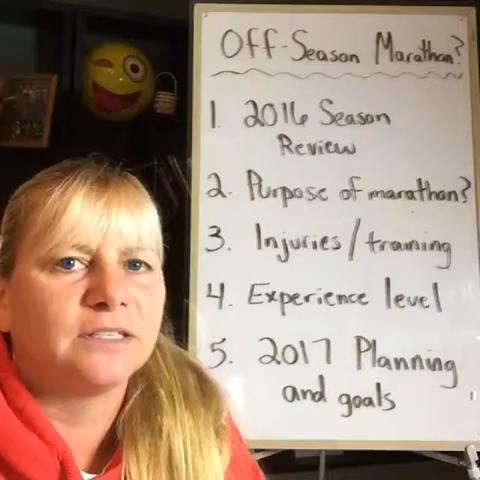 Off-Season Marathon?
1. 2016 Season
Review
2. Purpose of marathon?
3. Injuries/training
4. Experience level
5. 2017 Planning
and goals